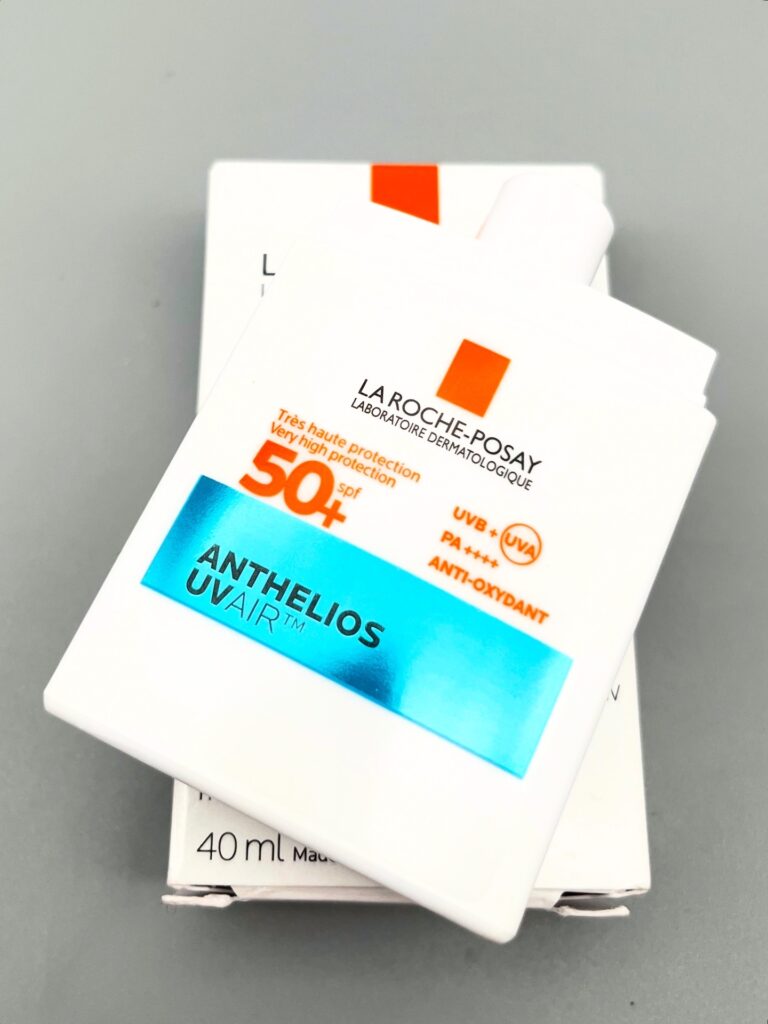 L
LA ROCHE-POSAY
LABORATOIRE DERMATOLOGIQUE
Très haute protection
Very high protection
50+ spf
UVB + UVA
PA ++++
ANTI-OXYDANT
ANTHELIOS
UVAIR™
N
40 ml Made